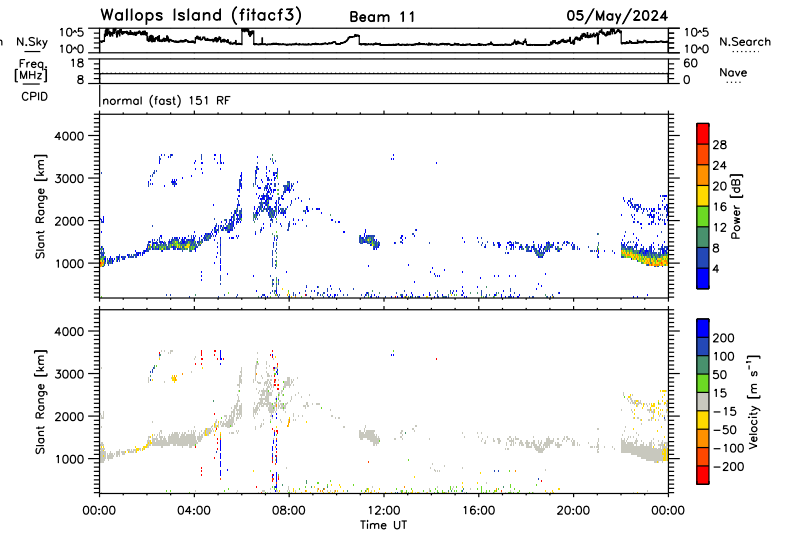 Wallops Island (fitacf3) Beam 11 05/May/2024
N.Sky 10^5 10^0 10^5 10^0 N.Search
Freq. [MHz] 18 8 60 0 Nave
CPID normal (fast) 151 RF
Slant Range [km]
4000
3000
2000
1000
28
24
20
16
12
8
4
Power [dB]
Slant Range [km]
4000
3000
2000
1000
200
100
50
15
-15
-50
-100
-200
Velocity [m s⁻¹]
00:00 04:00 08:00 12:00 16:00 20:00 00:00
Time UT